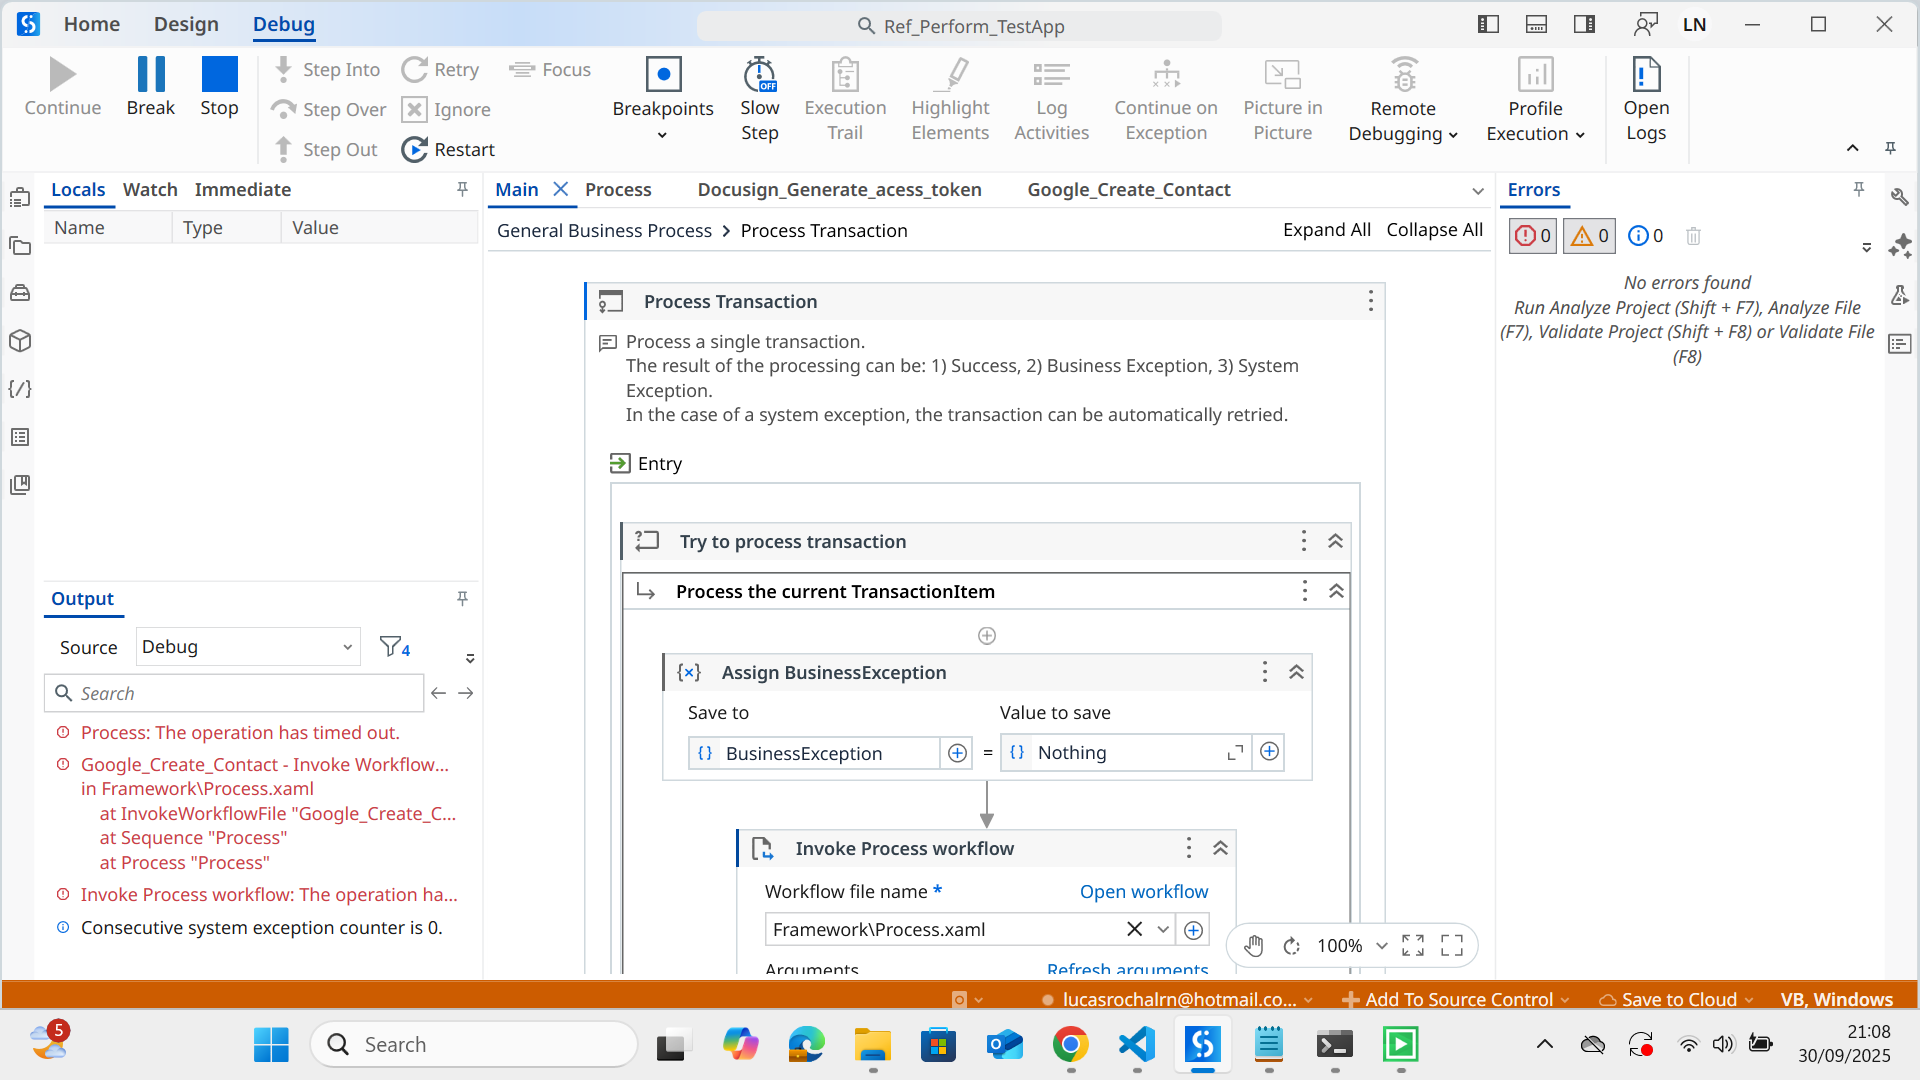 Home Design Debug
Ref_Perform_TestApp
LN
Continue Break Stop
Step Into
Step Over
Step Out
Retry
Ignore
Restart
Focus
Breakpoints
Slow
Step
OFF
Execution
Trail
Highlight
Elements
Log
Activities
Continue on
Exception
Picture in
Picture
Remote
Debugging
Profile
Execution
Open
Logs
Locals Watch Immediate
Name Type Value
Main Process Docusign_Generate_acess_token Google_Create_Contact
General Business Process > Process Transaction
Expand All Collapse All
Process Transaction
Process a single transaction.
The result of the processing can be: 1) Success, 2) Business Exception, 3) System
Exception.
In the case of a system exception, the transaction can be automatically retried.
Entry
Try to process transaction
Process the current TransactionItem
Assign BusinessException
Save to Value to save
BusinessException = Nothing
Invoke Process workflow
Workflow file name * Open workflow
Framework\Process.xaml
Arguments Refresh arguments
100%
Errors
0 0 0
No errors found
Run Analyze Project (Shift + F7), Analyze File
(F7), Validate Project (Shift + F8) or Validate File
(F8)
Output
Source Debug 4
Search
Process: The operation has timed out.
Google_Create_Contact - Invoke Workflow...
in Framework\Process.xaml
at InvokeWorkflowFile "Google_Create_C...
at Sequence "Process"
at Process "Process"
Invoke Process workflow: The operation ha...
Consecutive system exception counter is 0.
lucasrochalrn@hotmail.co... Add To Source Control Save to Cloud VB, Windows
5
Search
21:08
30/09/2025